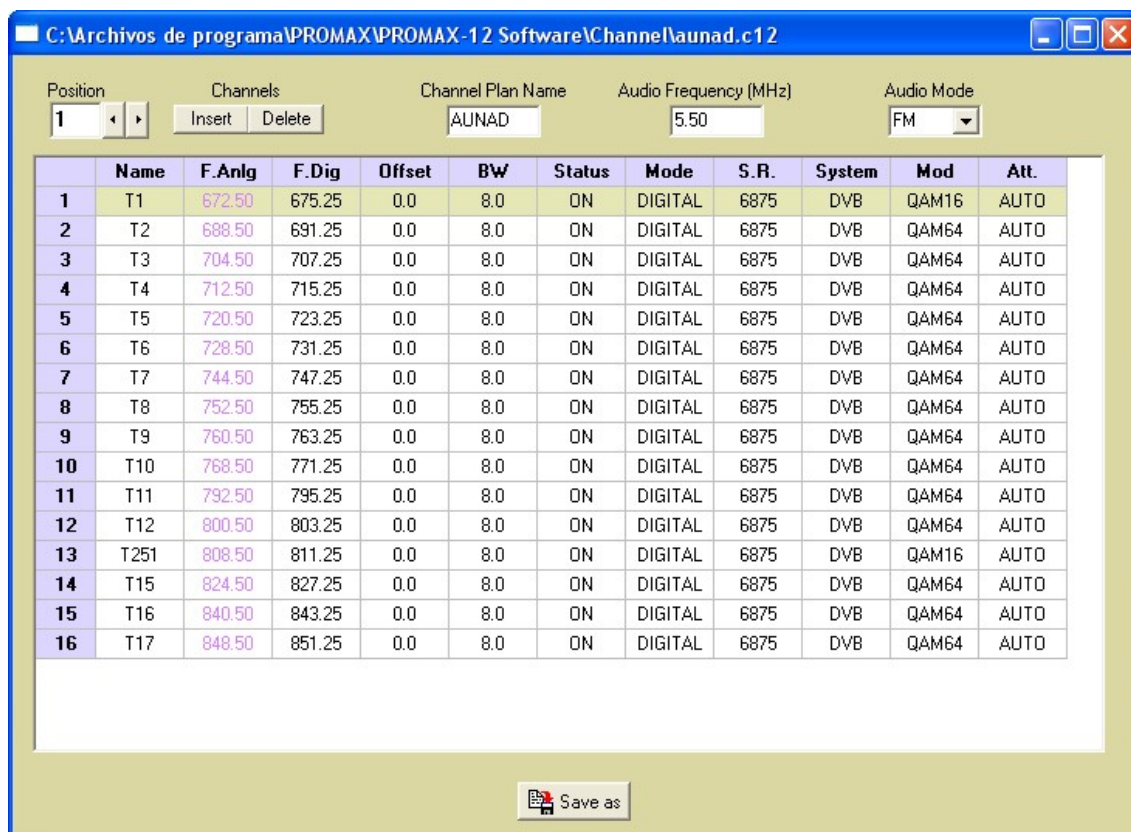 C:\Archivos de programa\PROMAX\PROMAX-12 Software\Channel\aunad.c12
Position Channels Channel Plan Name Audio Frequency (MHz) Audio Mode
1 Insert Delete AUNAD 5.50 FM
Name F.Anlg F.Dig Offset BW Status Mode S.R. System Mod Att.
1 T1 672.50 675.25 0.0 8.0 ON DIGITAL 6875 DVB QAM16 AUTO
2 T2 688.50 691.25 0.0 8.0 ON DIGITAL 6875 DVB QAM64 AUTO
3 T3 704.50 707.25 0.0 8.0 ON DIGITAL 6875 DVB QAM64 AUTO
4 T4 712.50 715.25 0.0 8.0 ON DIGITAL 6875 DVB QAM64 AUTO
5 T5 720.50 723.25 0.0 8.0 ON DIGITAL 6875 DVB QAM64 AUTO
6 T6 728.50 731.25 0.0 8.0 ON DIGITAL 6875 DVB QAM64 AUTO
7 T7 744.50 747.25 0.0 8.0 ON DIGITAL 6875 DVB QAM64 AUTO
8 T8 752.50 755.25 0.0 8.0 ON DIGITAL 6875 DVB QAM64 AUTO
9 T9 760.50 763.25 0.0 8.0 ON DIGITAL 6875 DVB QAM64 AUTO
10 T10 768.50 771.25 0.0 8.0 ON DIGITAL 6875 DVB QAM64 AUTO
11 T11 792.50 795.25 0.0 8.0 ON DIGITAL 6875 DVB QAM64 AUTO
12 T12 800.50 803.25 0.0 8.0 ON DIGITAL 6875 DVB QAM64 AUTO
13 T251 808.50 811.25 0.0 8.0 ON DIGITAL 6875 DVB QAM16 AUTO
14 T15 824.50 827.25 0.0 8.0 ON DIGITAL 6875 DVB QAM64 AUTO
15 T16 840.50 843.25 0.0 8.0 ON DIGITAL 6875 DVB QAM64 AUTO
16 T17 848.50 851.25 0.0 8.0 ON DIGITAL 6875 DVB QAM64 AUTO
Save as